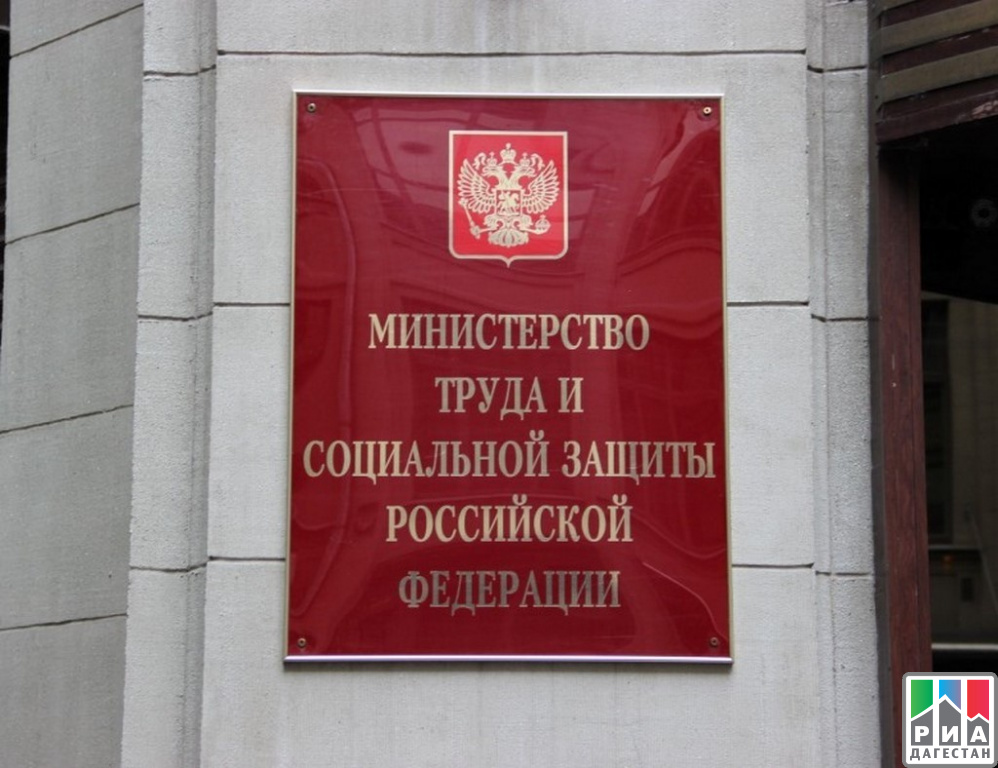 МИНИСТЕРСТВО
ТРУДА И
СОЦИАЛЬНОЙ ЗАЩИТЫ
РОССИЙСКОЙ
ФЕДЕРАЦИИ
РИА
ДАГЕСТАН